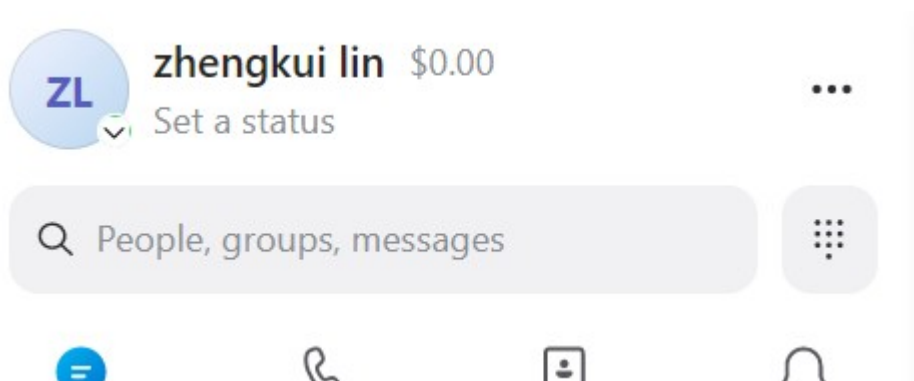 ZL
zhengkui lin $0.00
Set a status
People, groups, messages